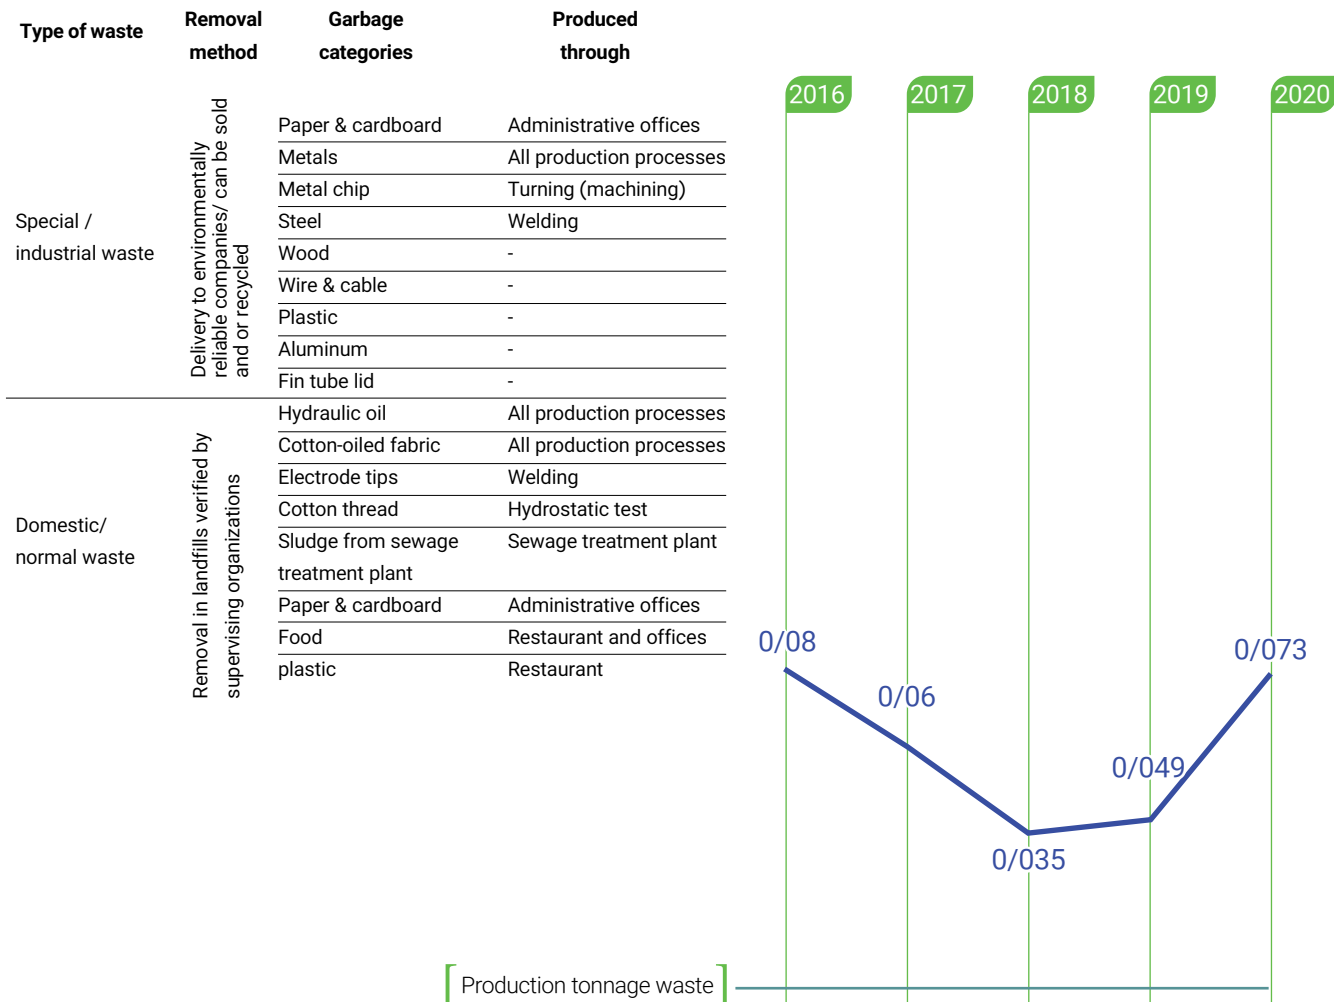 Type of waste
Removal method
Garbage categories
Produced through
Special / industrial waste
Delivery to environmentally reliable companies/ can be sold and or recycled
Paper & cardboard Administrative offices
Metals All production processes
Metal chip Turning (machining)
Steel Welding
Wood -
Wire & cable -
Plastic -
Aluminum -
Fin tube lid -
Domestic/ normal waste
Removal in landfills verified by supervising organizations
Hydraulic oil All production processes
Cotton-oiled fabric All production processes
Electrode tips Welding
Cotton thread Hydrostatic test
Sludge from sewage treatment plant Sewage treatment plant
Paper & cardboard Administrative offices
Food Restaurant and offices
plastic Restaurant
2016 2017 2018 2019 2020
0/08
0/06
0/035
0/049
0/073
Production tonnage waste